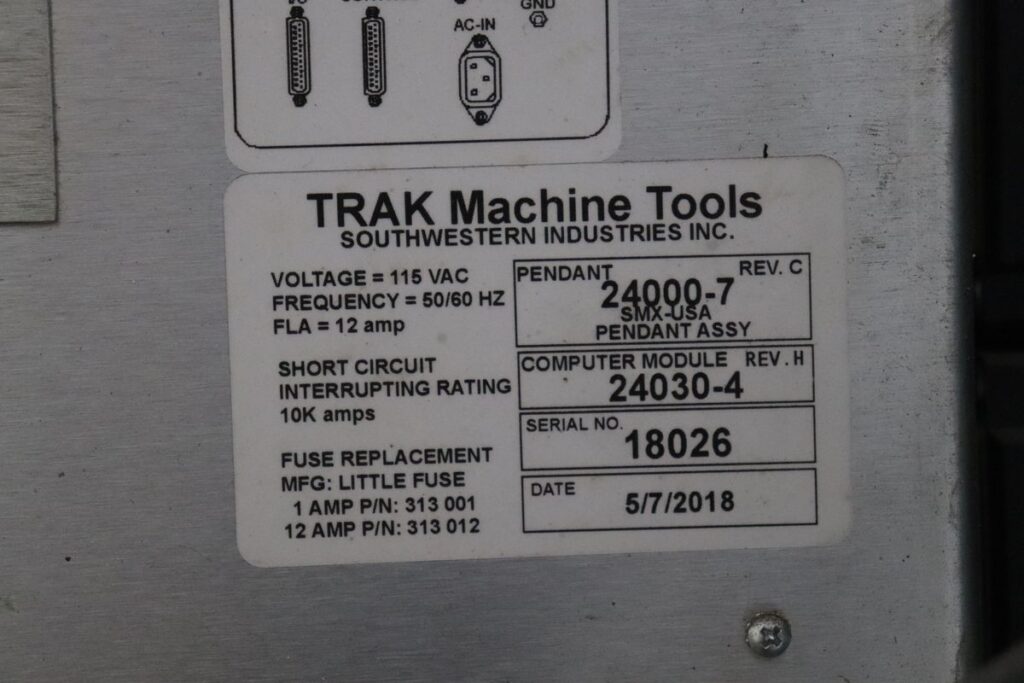 AC-IN
GND
TRAK Machine Tools
SOUTHWESTERN INDUSTRIES INC.
VOLTAGE = 115 VAC
FREQUENCY = 50/60 HZ
FLA = 12 amp
SHORT CIRCUIT
INTERRUPTING RATING
10K amps
FUSE REPLACEMENT
MFG: LITTLE FUSE
1 AMP P/N: 313 001
12 AMP P/N: 313 012
PENDANT REV. C
24000-7
SMX-USA
PENDANT ASSY
COMPUTER MODULE REV. H
24030-4
SERIAL NO.
18026
DATE
5/7/2018